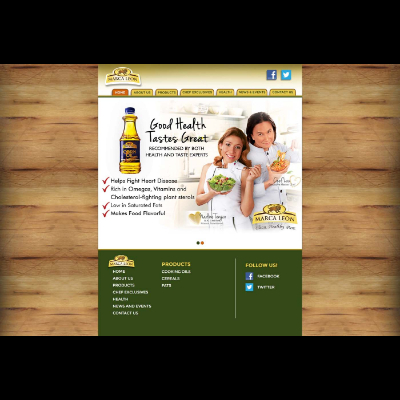 MARCA LEON
HOME
ABOUT US
PRODUCTS
CHEF EXCLUSIVES
HEALTH
NEWS & EVENTS
CONTACT US
Good Health
Tastes Great
RECOMMENDED BY BOTH
HEALTH AND TASTE EXPERTS
Helps Fight Heart Disease
Rich in Omegas, Vitamins and
Cholesterol-fighting plant sterols
Low in Saturated Fats
Makes Food Flavorful
MARCA LEON
MARCA LEON
HOME
ABOUT US
PRODUCTS
CHEF EXCLUSIVES
HEALTH
NEWS AND EVENTS
CONTACT US
PRODUCTS
COOKING OILS
CEREALS
FATS
FOLLOW US!
FACEBOOK
TWITTER